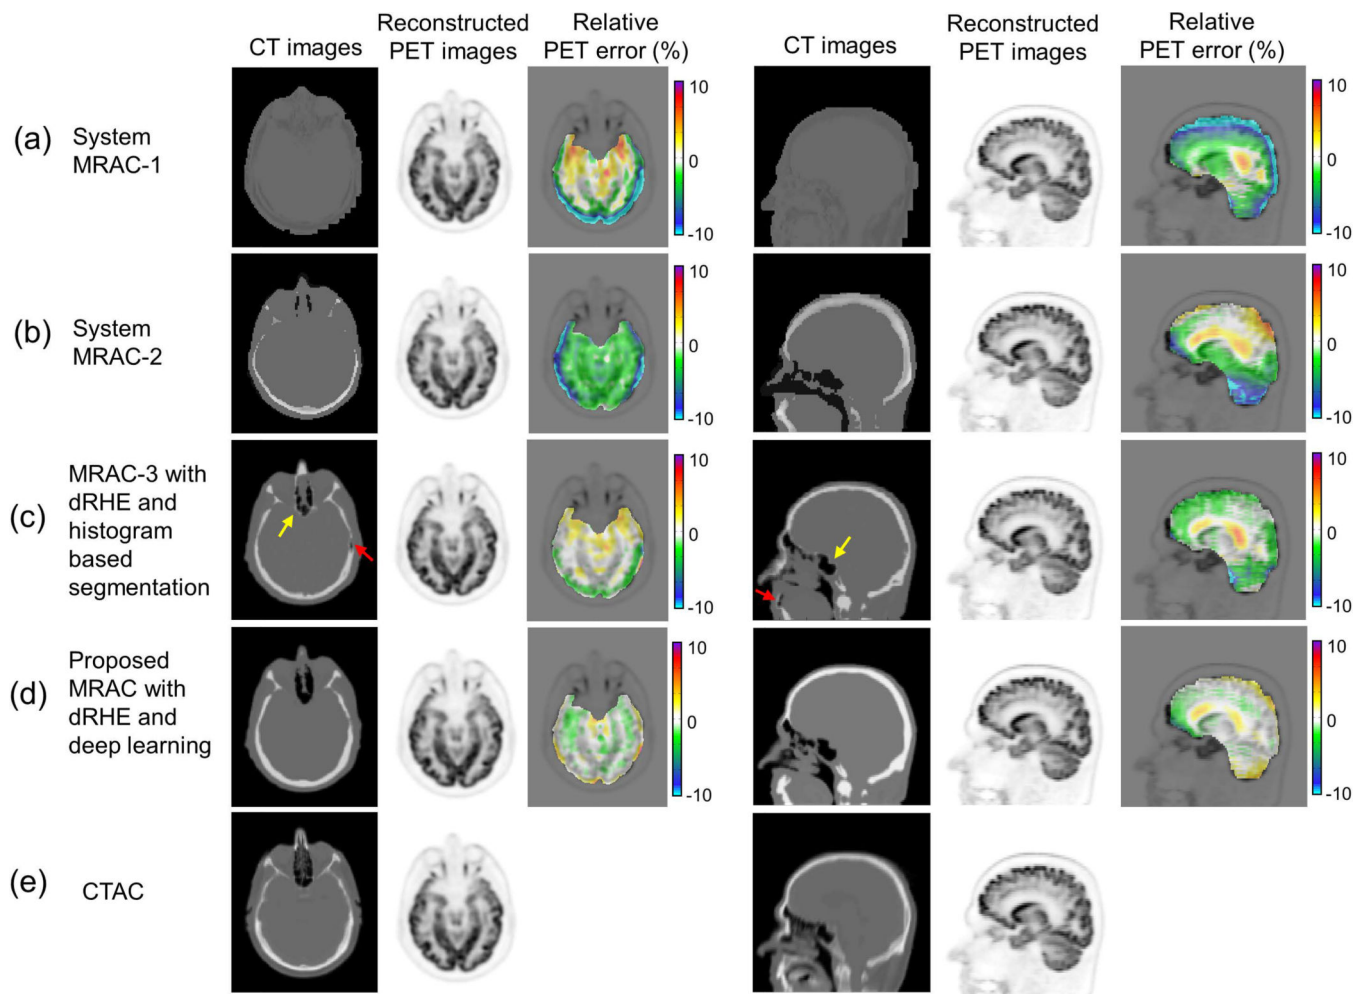 CT images
Reconstructed
PET images
Relative
PET error (%)
CT images
Reconstructed
PET images
Relative
PET error (%)
(a)
System
MRAC-1
10
0
-10
10
0
-10
(b)
System
MRAC-2
10
0
-10
10
0
-10
(c)
MRAC-3 with
dRHE and
histogram
based
segmentation
10
0
-10
10
0
-10
(d)
Proposed
MRAC with
dRHE and
deep learning
10
0
-10
10
0
-10
(e)
CTAC